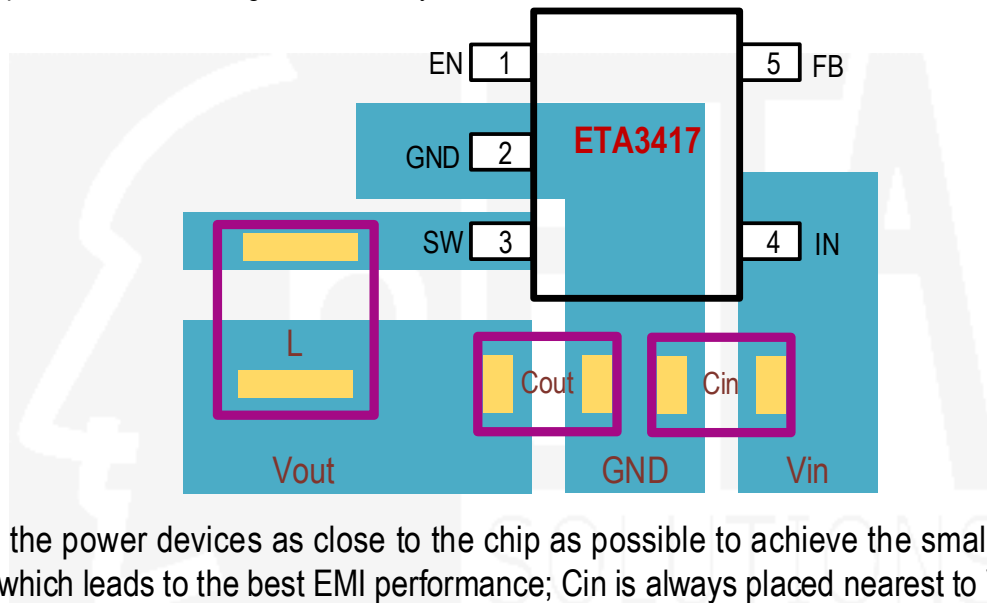 EN 1 5 FB
ETA3417
GND 2
SW 3 4 IN
L
Cout Cin
Vout GND Vin
the power devices as close to the chip as possible to achieve the smal
which leads to the best EMI performance; Cin is always placed nearest to
SOLUTIONS